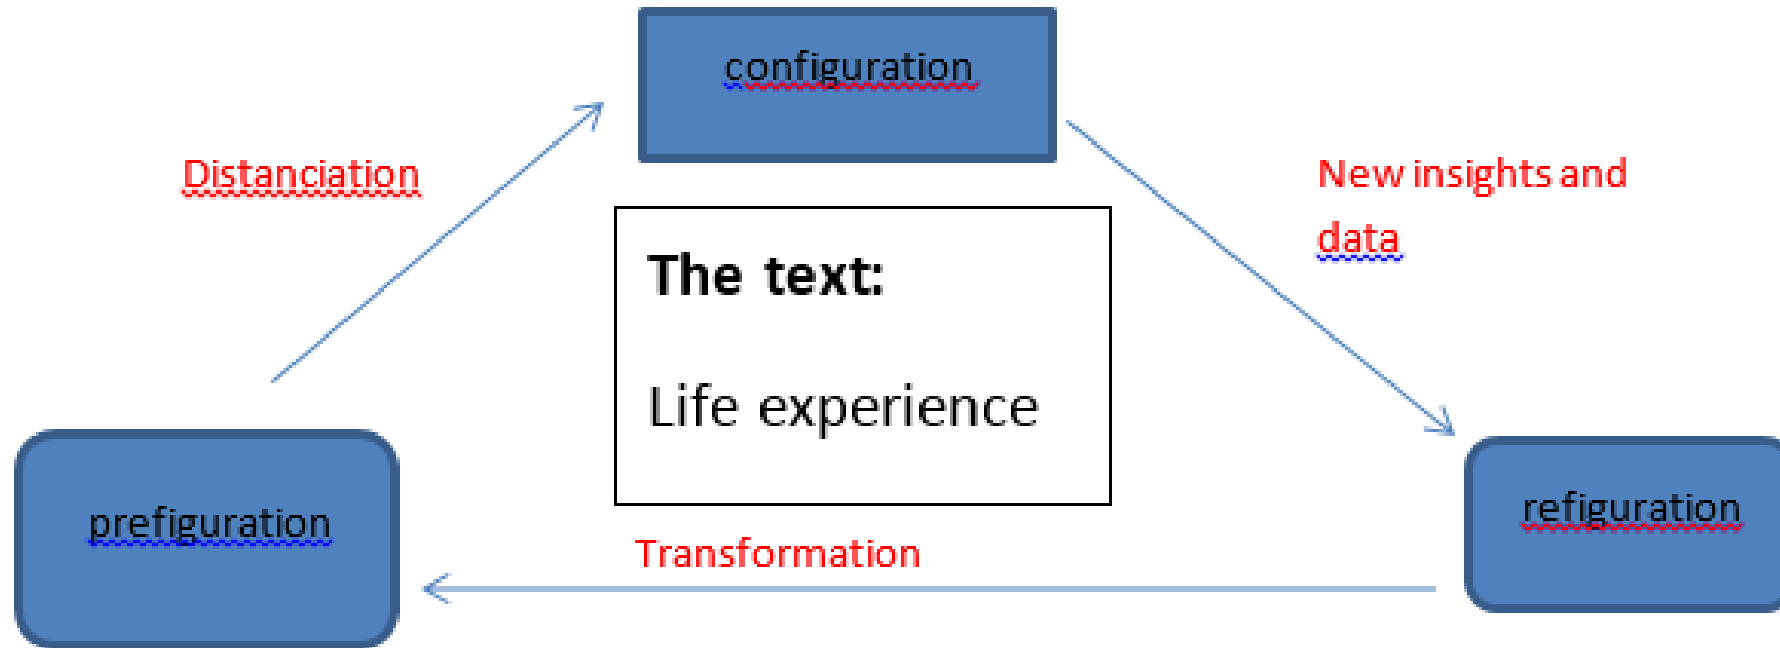 configuration
Distanciation
New insights and
data
The text:
Life experience
prefiguration
refiguration
Transformation